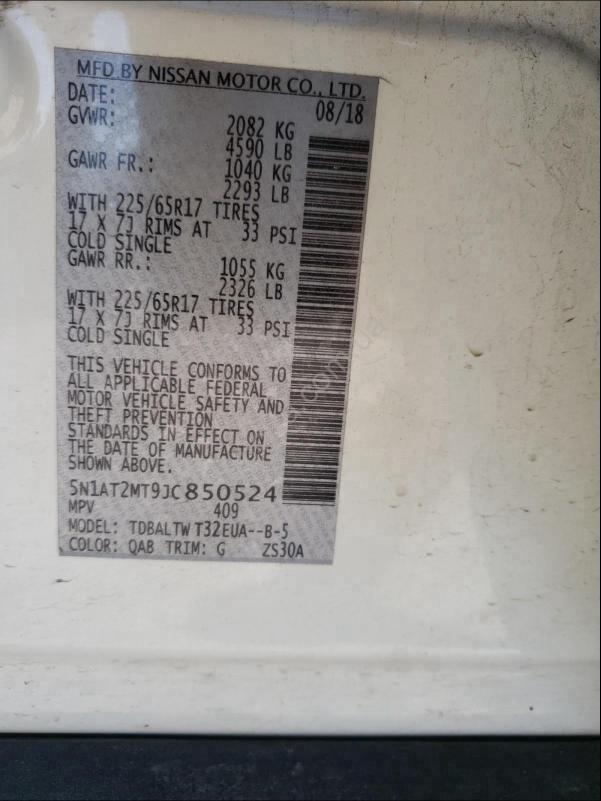 MFD BY NISSAN MOTOR CO., LTD.
DATE: 08/18
GVWR: 2082 KG
4590 LB
GAWR FR.: 1040 KG
2293 LB
WITH 225/65R17 TIRES
17 X 7J RIMS AT 33 PSI
COLD SINGLE
GAWR RR.: 1055 KG
2326 LB
WITH 225/65R17 TIRES
17 X 7J RIMS AT 33 PSI
COLD SINGLE
THIS VEHICLE CONFORMS TO
ALL APPLICABLE FEDERAL
MOTOR VEHICLE SAFETY AND
THEFT PREVENTION
STANDARDS IN EFFECT ON
THE DATE OF MANUFACTURE
SHOWN ABOVE.
5N1AT2MT9JC850524
MPV 409
MODEL: TDBALTW T32EUA--B-5
COLOR: QAB TRIM: G ZS30A